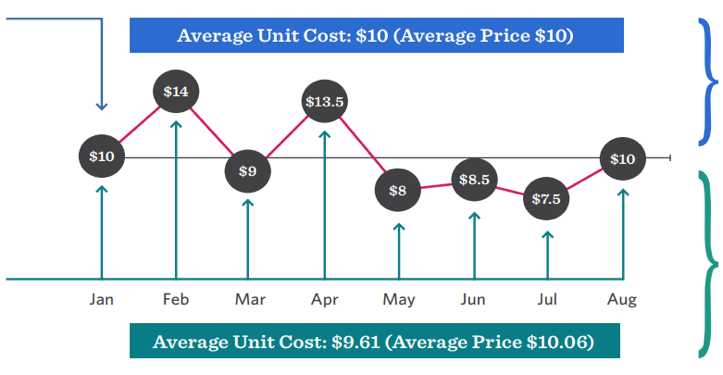 Average Unit Cost: $10 (Average Price $10)
$14
$13.5
$10
$9
$8
$8.5
$7.5
$10
Jan Feb Mar Apr May Jun Jul Aug
Average Unit Cost: $9.61 (Average Price $10.06)